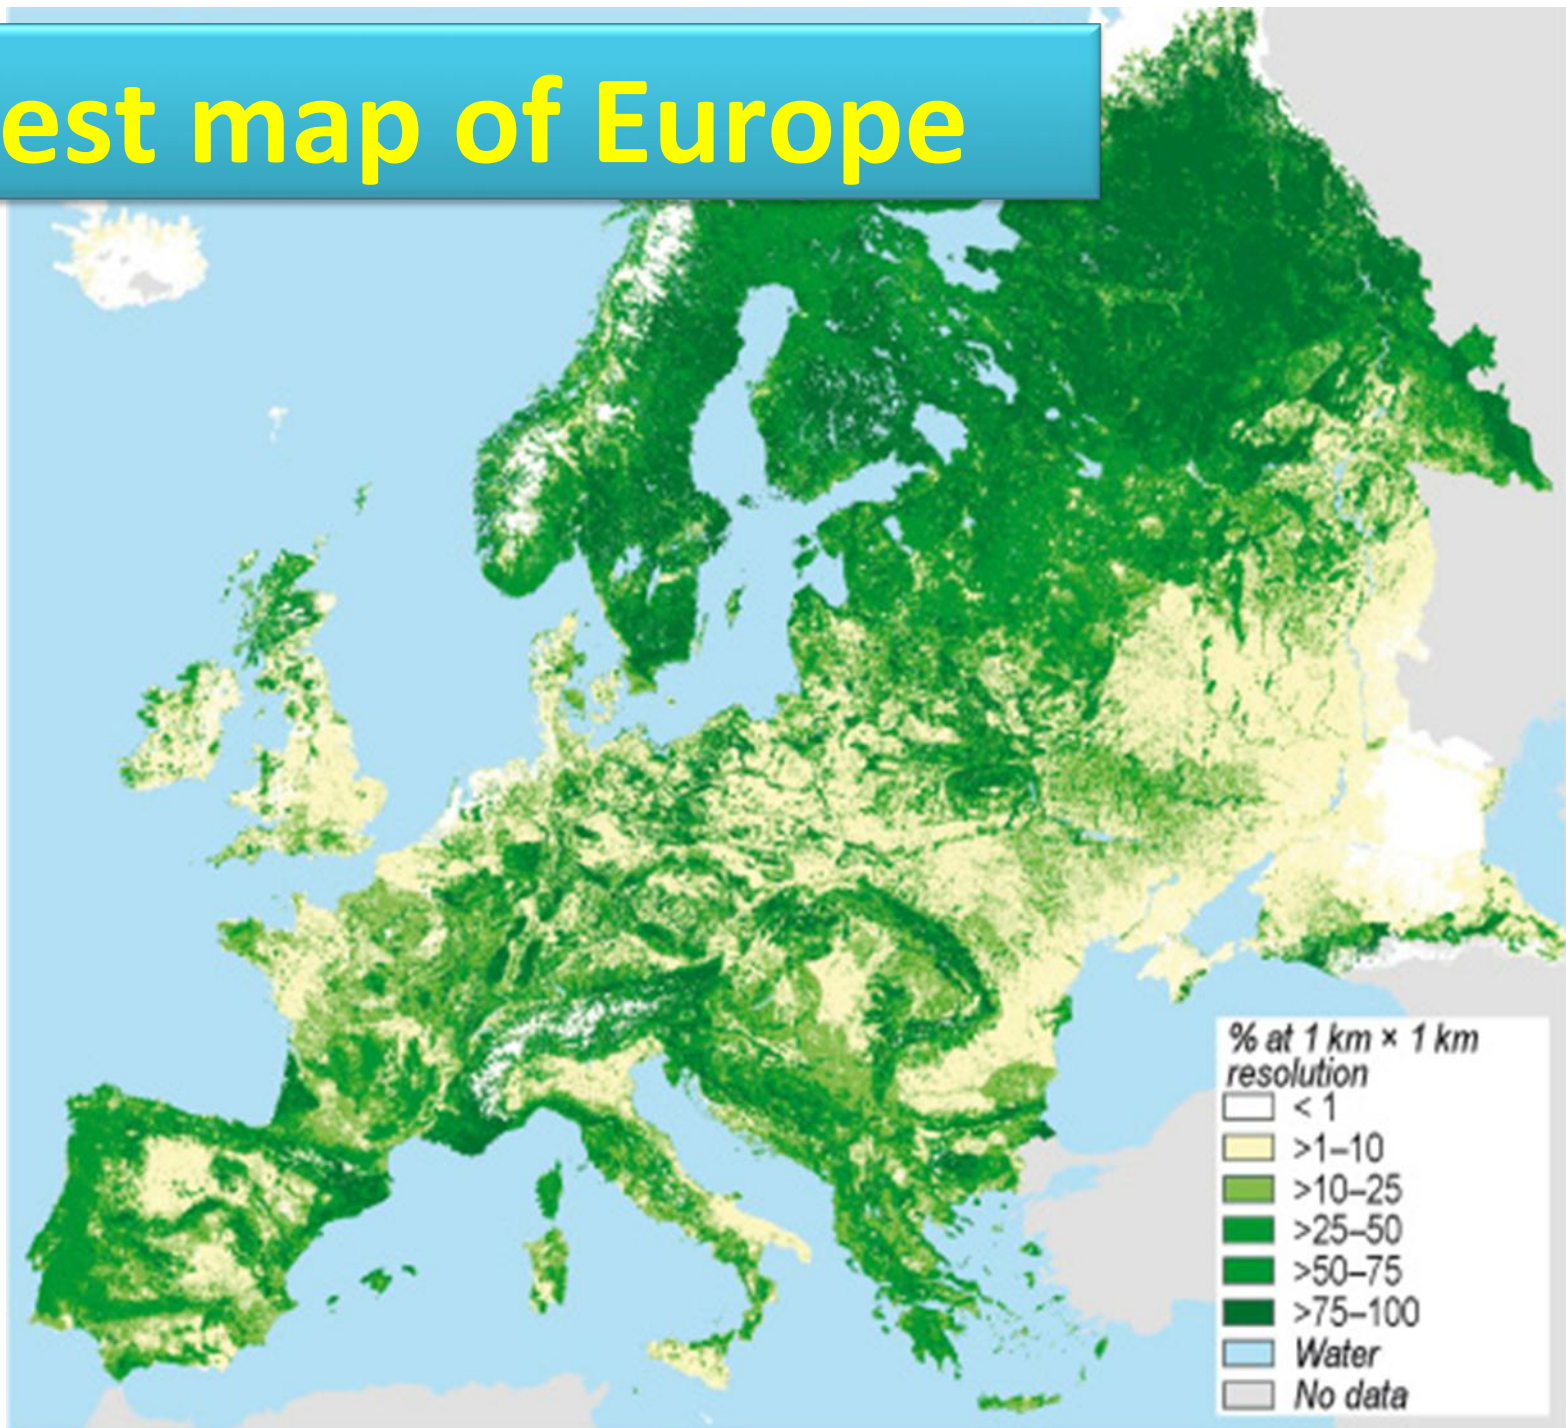 est map of Europe
% at 1 km × 1 km
resolution
< 1
>1–10
>10–25
>25–50
>50–75
>75–100
Water
No data